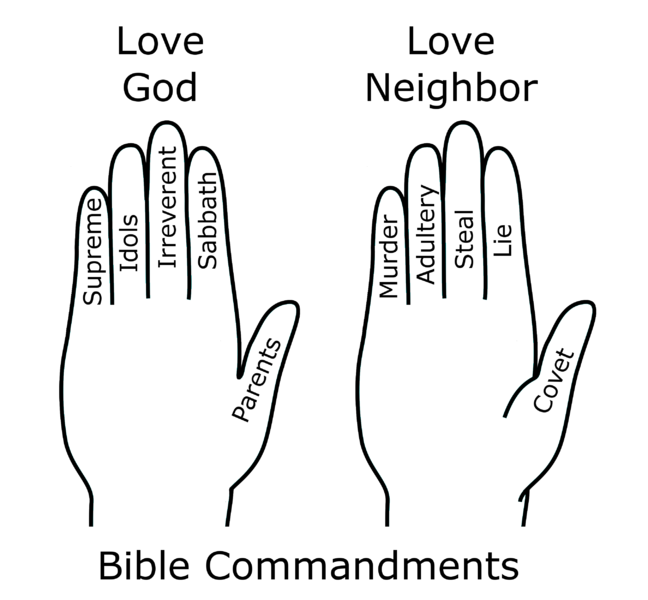 Love
God
Supreme
Idols
Irreverent
Sabbath
Parents
Love
Neighbor
Murder
Adultery
Steal
Lie
Covet
Bible Commandments